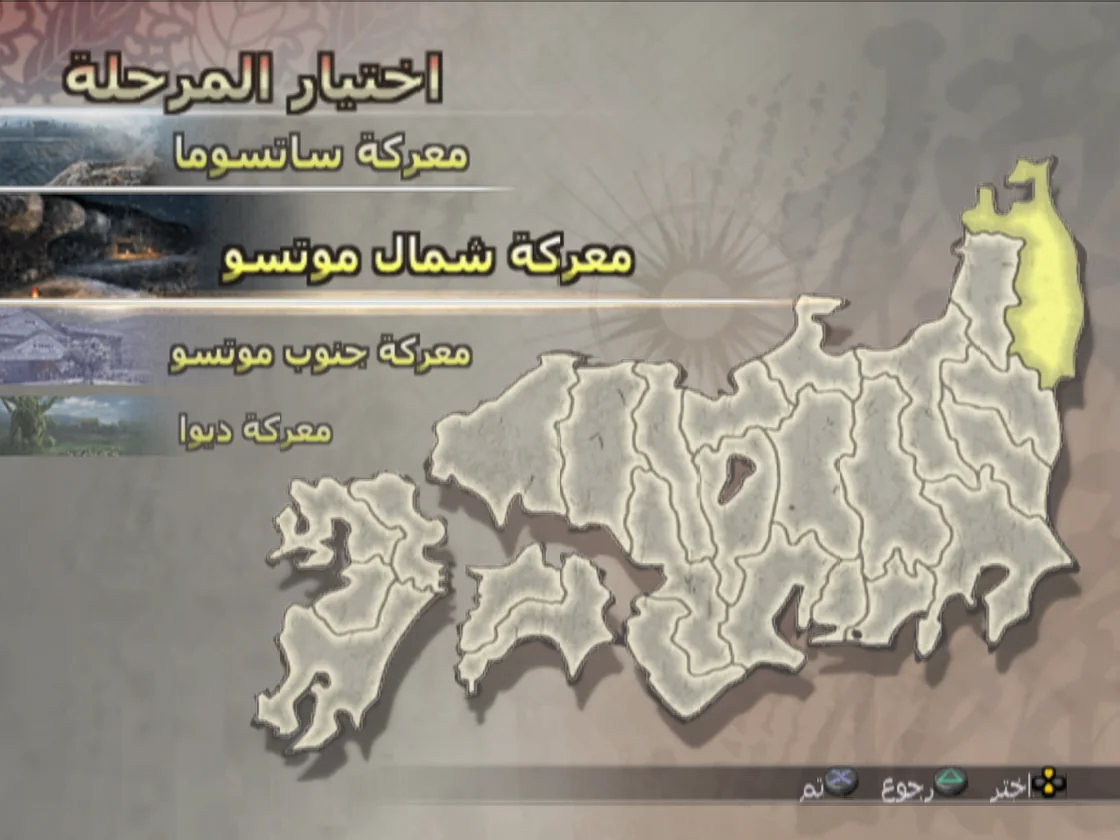 اختيار المرحلة
معركة ساتسوما
معركة شمال موتسو
معركة جنوب موتسو
معركة ديوا
اختر رجوع تم